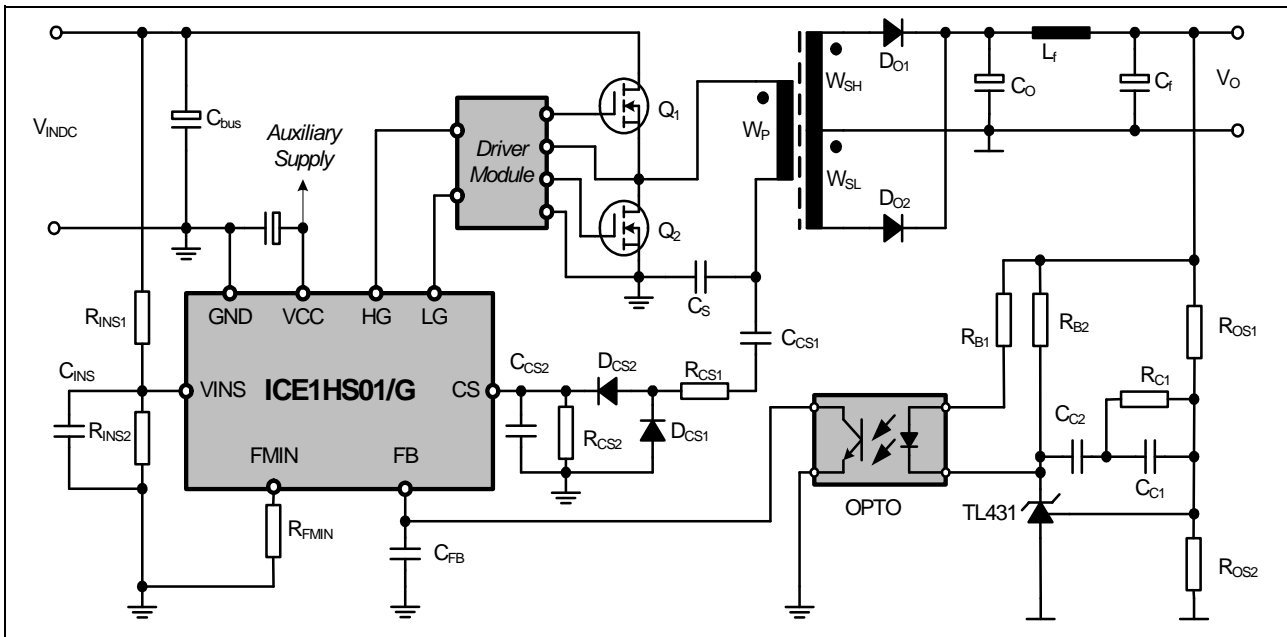 V_INDC
C_bus
Auxiliary
Supply
Driver
Module
Q_1
Q_2
W_P
W_SH
W_SL
D_O1
D_O2
C_O
L_f
C_f
V_O
C_S
R_INS1
C_INS
R_INS2
GND VCC HG LG
VINS ICE1HS01/G CS
FMIN FB
C_CS2
D_CS2
R_CS1
C_CS1
R_CS2
D_CS1
R_FMIN
C_FB
OPTO
R_B1
R_B2
R_OS1
R_C1
C_C2
C_C1
TL431
R_OS2